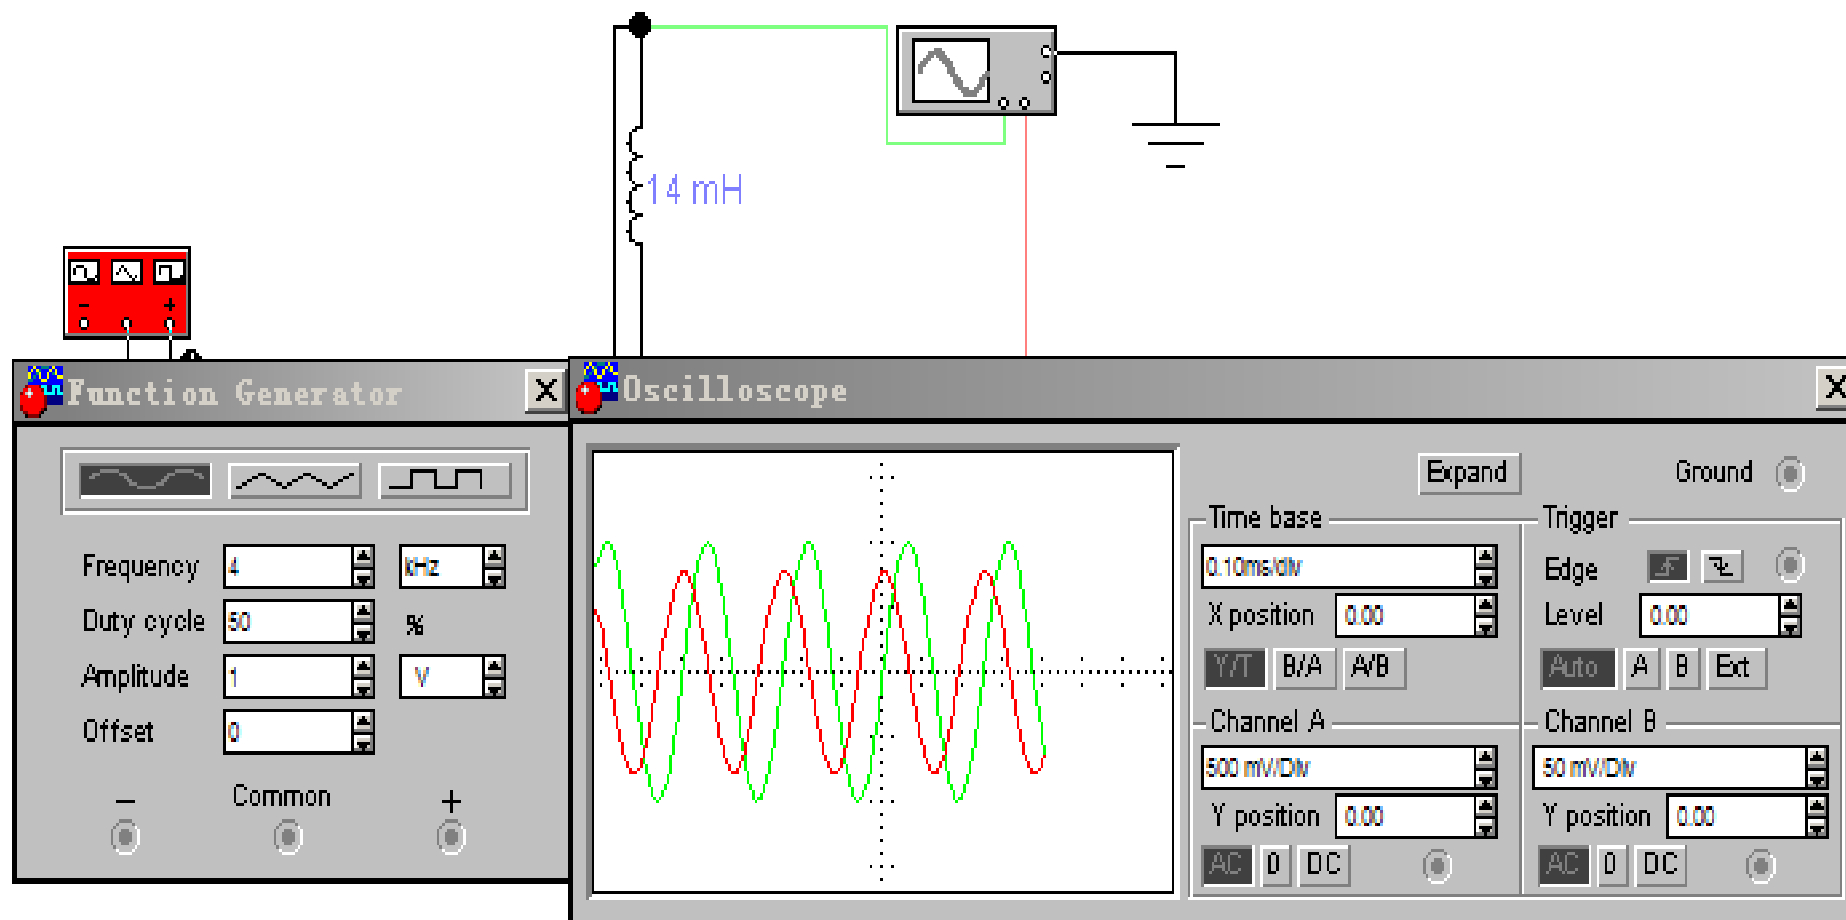 14 mH
- +
Function Generator
Oscilloscope
Expand
Ground
Time base
Trigger
Frequency 4 kHz
0.10ms/div
Edge
Duty cycle 50 %
X position 0.00
Level 0.00
Amplitude 1 V
Y/T B/A A/B
Auto A B Ext
Offset 0
Channel A
Channel B
500 mV/Div
50 mV/Div
− Common +
Y position 0.00
Y position 0.00
AC 0 DC
AC 0 DC